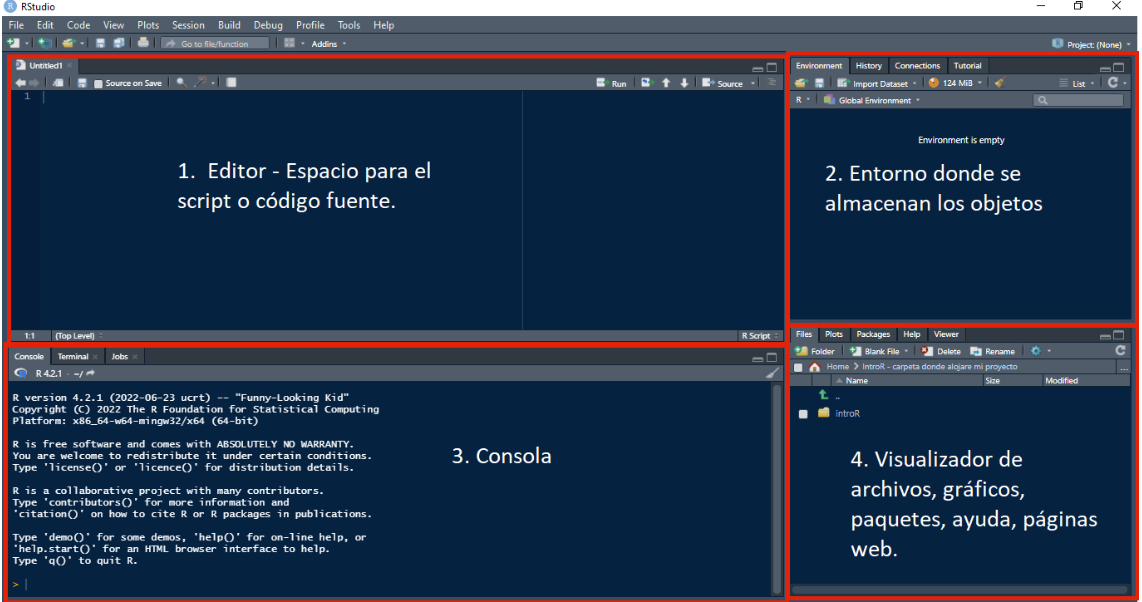 RStudio
File Edit Code View Plots Session Build Debug Profile Tools Help
Go to file/function Addins Project: (None)
Untitled1
Source on Save Run Source
1
1. Editor - Espacio para el
script o código fuente.
1:1 (Top Level) R Script
Environment History Connections Tutorial
Import Dataset 124 MiB List
R Global Environment
Environment is empty
2. Entorno donde se
almacenan los objetos
Console Terminal Jobs
R 4.2.1 · ~/
R version 4.2.1 (2022-06-23 ucrt) -- "Funny-Looking Kid"
Copyright (C) 2022 The R Foundation for Statistical Computing
Platform: x86_64-w64-mingw32/x64 (64-bit)
R is free software and comes with ABSOLUTELY NO WARRANTY.
You are welcome to redistribute it under certain conditions.
Type 'license()' or 'licence()' for distribution details.
R is a collaborative project with many contributors.
Type 'contributors()' for more information and
'citation()' on how to cite R or R packages in publications.
Type 'demo()' for some demos, 'help()' for on-line help, or
'help.start()' for an HTML browser interface to help.
Type 'q()' to quit R.
>
3. Consola
Files Plots Packages Help Viewer
Folder Blank File Delete Rename
Home IntroR - carpeta donde alojare mi proyecto ...
Name Size Modified
..
introR
4. Visualizador de
archivos, gráficos,
paquetes, ayuda, páginas
web.